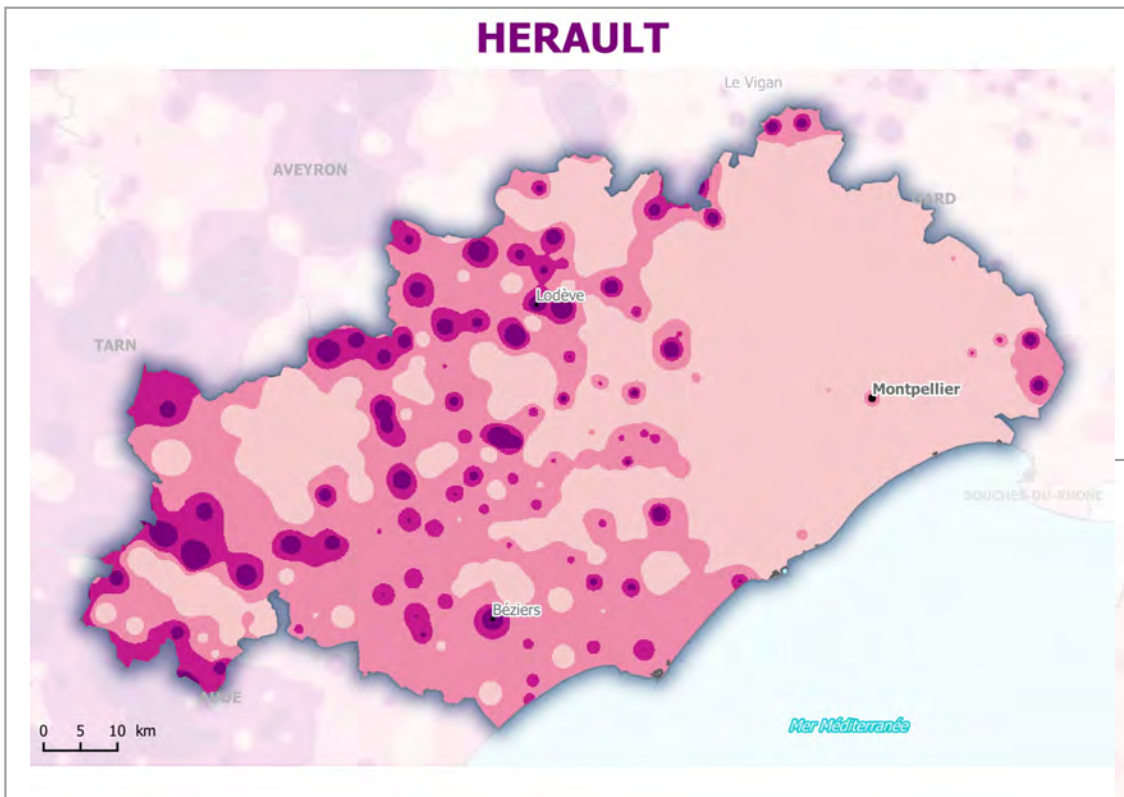 HERAULT
Le Vigan
AVEYRON
GARD
Lodève
TARN
Montpellier
BOUCHES-DU-RHONE
Béziers
AUDE
Mer Méditerranée
0 5 10 km